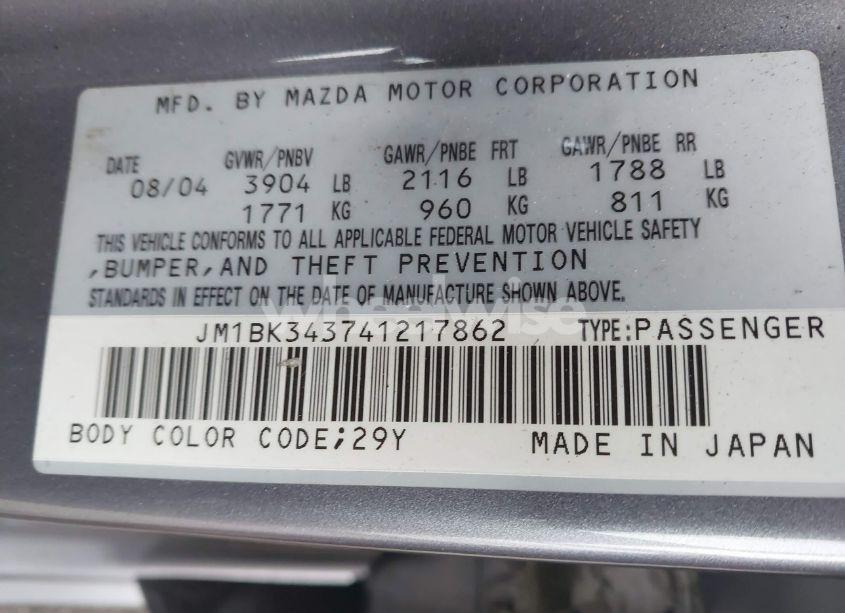 MFD. BY MAZDA MOTOR CORPORATION
DATE GVWR/PNBV GAWR/PNBE FRT GAWR/PNBE RR
08/04 3904 LB 2116 LB 1788 LB
1771 KG 960 KG 811 KG
THIS VEHICLE CONFORMS TO ALL APPLICABLE FEDERAL MOTOR VEHICLE SAFETY
,BUMPER,AND THEFT PREVENTION
STANDARDS IN EFFECT ON THE DATE OF MANUFACTURE SHOWN ABOVE.
wheelwise
JM1BK343741217862 TYPE:PASSENGER
BODY COLOR CODE;29Y MADE IN JAPAN